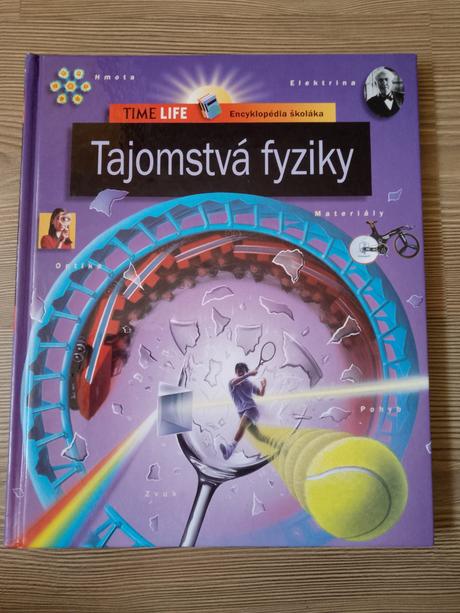 Hmota
Elektrina
TIME LIFE Encyklopédia školáka
Tajomstvá fyziky
Materiály
Optika
Pohyb
Zvuk